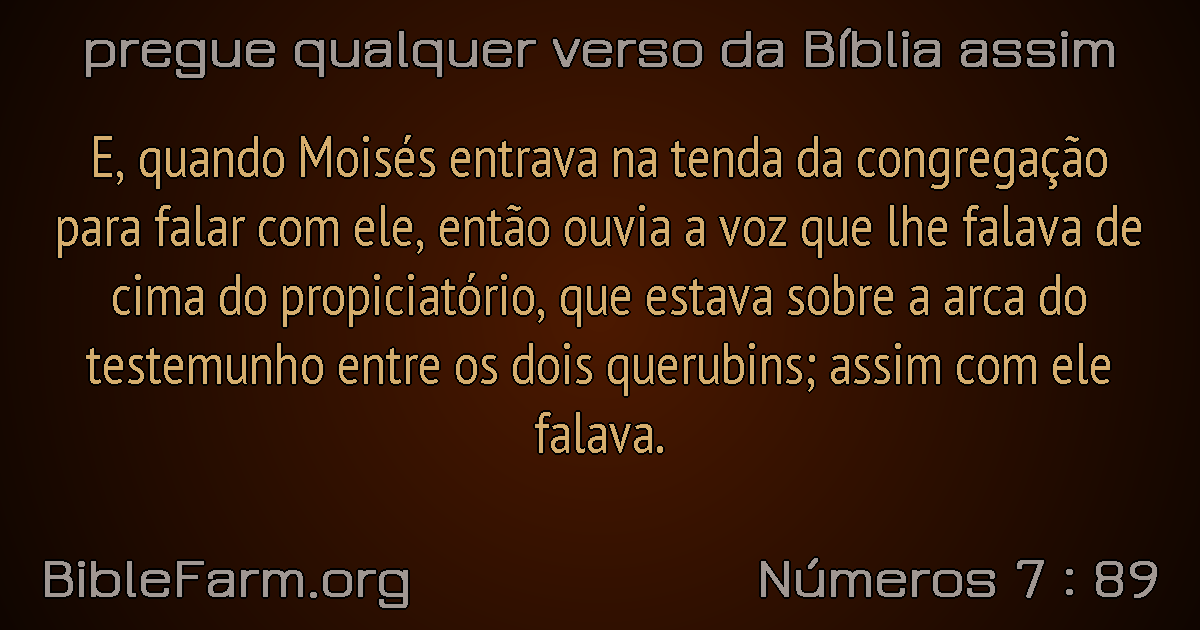 pregue qualquer verso da Bíblia assim
E, quando Moisés entrava na tenda da congregação
para falar com ele, então ouvia a voz que lhe falava de
cima do propiciatório, que estava sobre a arca do
testemunho entre os dois querubins; assim com ele
falava.
BibleFarm.org
Números 7 : 89